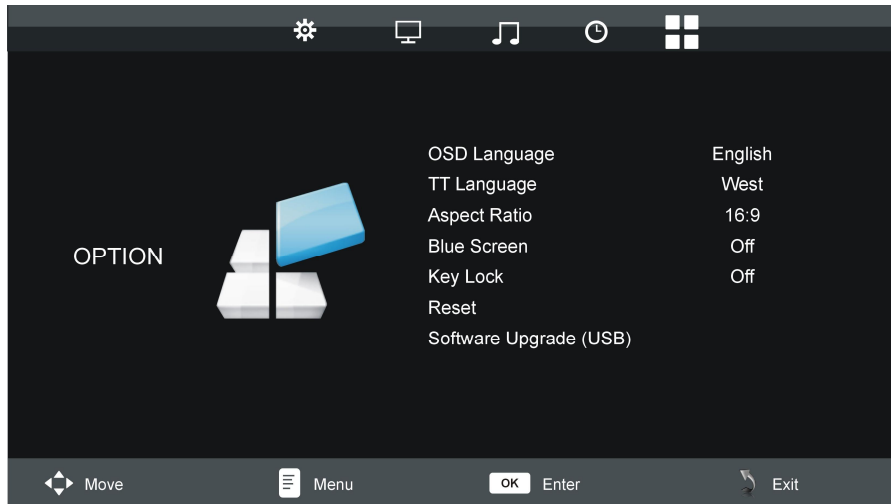 OPTION
OSD Language English
TT Language West
Aspect Ratio 16:9
Blue Screen Off
Key Lock Off
Reset
Software Upgrade (USB)
Move Menu OK Enter Exit